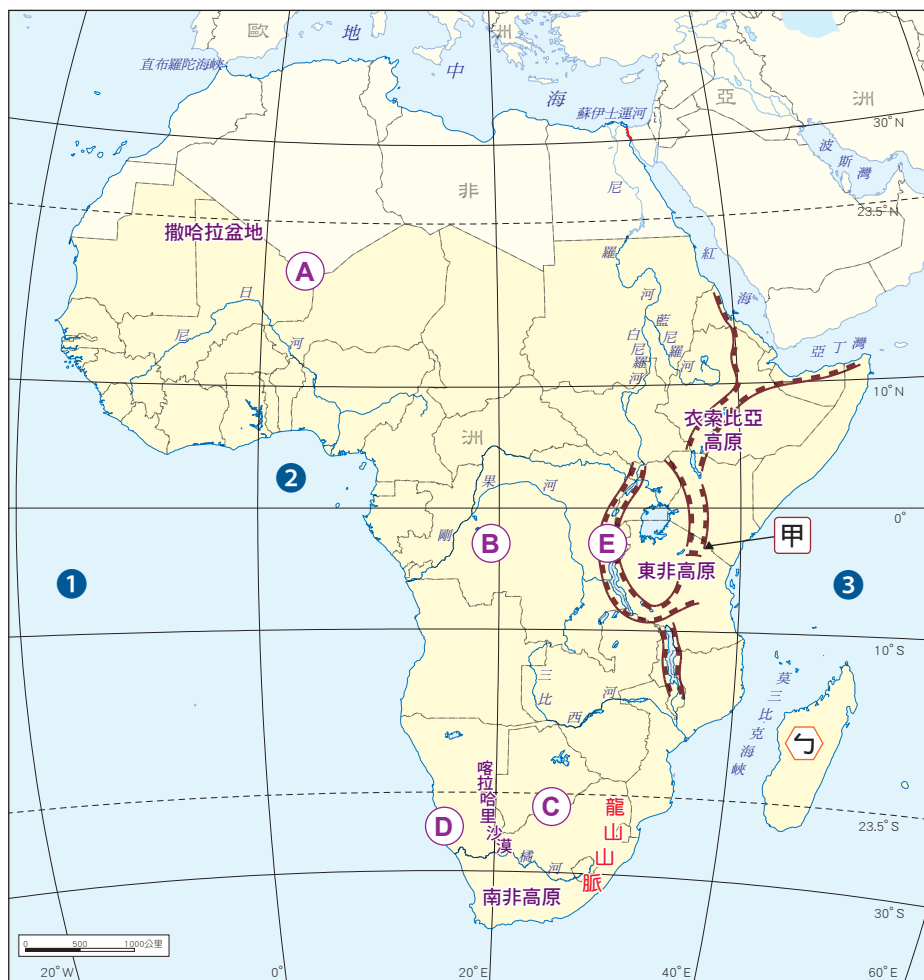 歐洲
地中海
直布羅陀海峽
蘇伊士運河
亞洲
30°N
波斯灣
非洲
尼羅河
23.5°N
撒哈拉盆地
紅海
A
尼日河
白尼羅河
藍尼羅河
亞丁灣
10°N
衣索比亞
高原
2
剛果河
0°
B
E
甲
東非高原
1
3
10°S
三比西河
莫三比克海峽
ㄅ
喀拉哈里沙漠
C
D
龍山山脈
23.5°S
橘河
南非高原
30°S
0 500 1000公里
20°W
0°
20°E
40°E
60°E